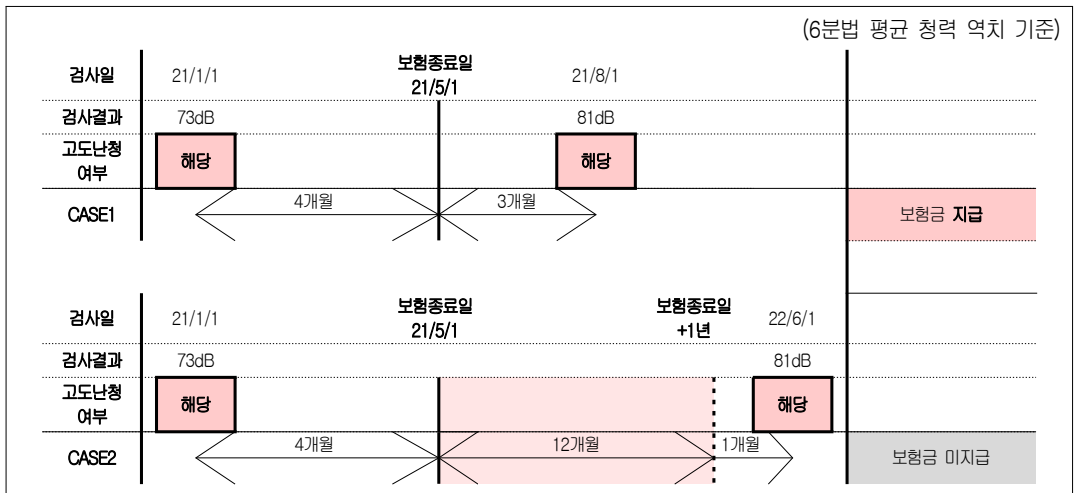 (6분법 평균 청력 역치 기준)
검사일 21/1/1 보험종료일 21/5/1 21/8/1
검사결과 73dB 81dB
고도난청 여부 해당 해당
CASE1 4개월 3개월 보험금 지급
검사일 21/1/1 보험종료일 21/5/1 보험종료일 +1년 22/6/1
검사결과 73dB 81dB
고도난청 여부 해당 해당
CASE2 4개월 12개월 1개월 보험금 미지급